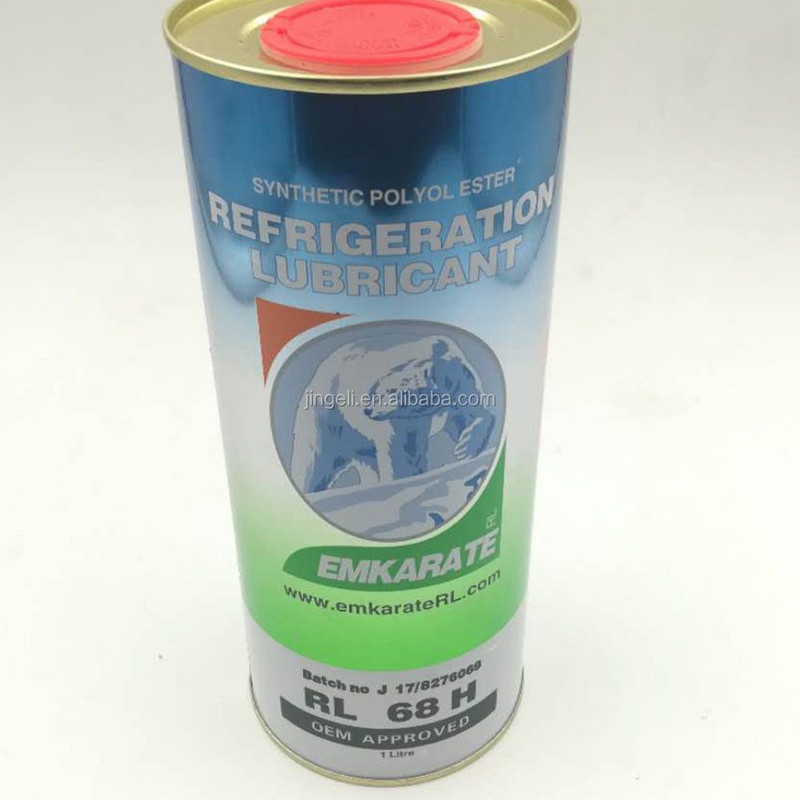 SYNTHETIC POLYOL ESTER
REFRIGERATION
LUBRICANT
jingeli.en.alibaba.com
EMKARATE RL
www.emkarateRL.com
Batch no J 17/8276069
RL 68 H
OEM APPROVED
1 Litre